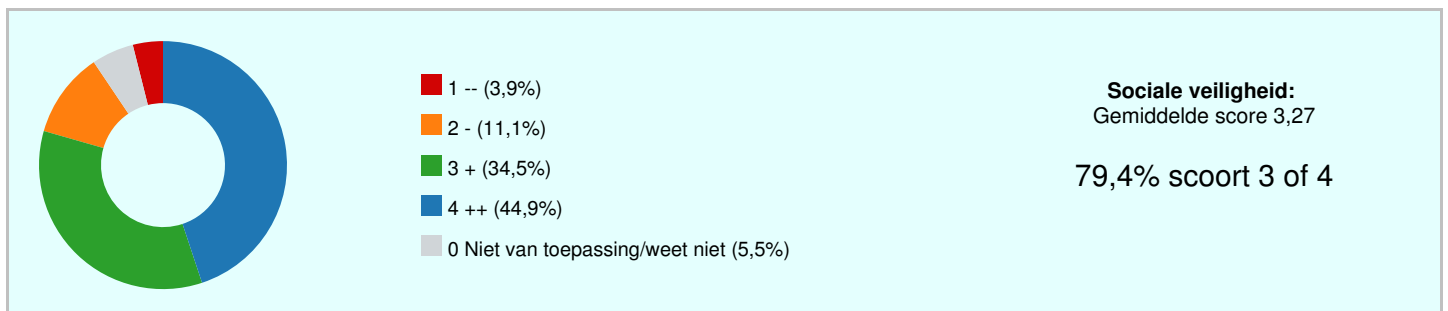 1 -- (3,9%)
2 - (11,1%)
3 + (34,5%)
4 ++ (44,9%)
0 Niet van toepassing/weet niet (5,5%)
Sociale veiligheid:
Gemiddelde score 3,27
79,4% scoort 3 of 4